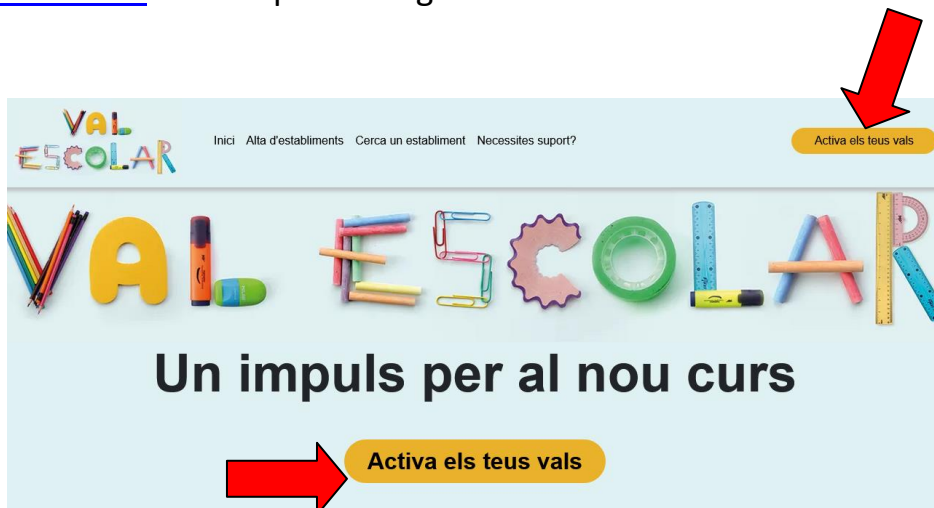 VAL
ESCOLAR
Inici Alta d'establiments Cerca un establiment Necessites suport?
Activa els teus vals
VAL ESCOLAR
Un impuls per al nou curs
Activa els teus vals